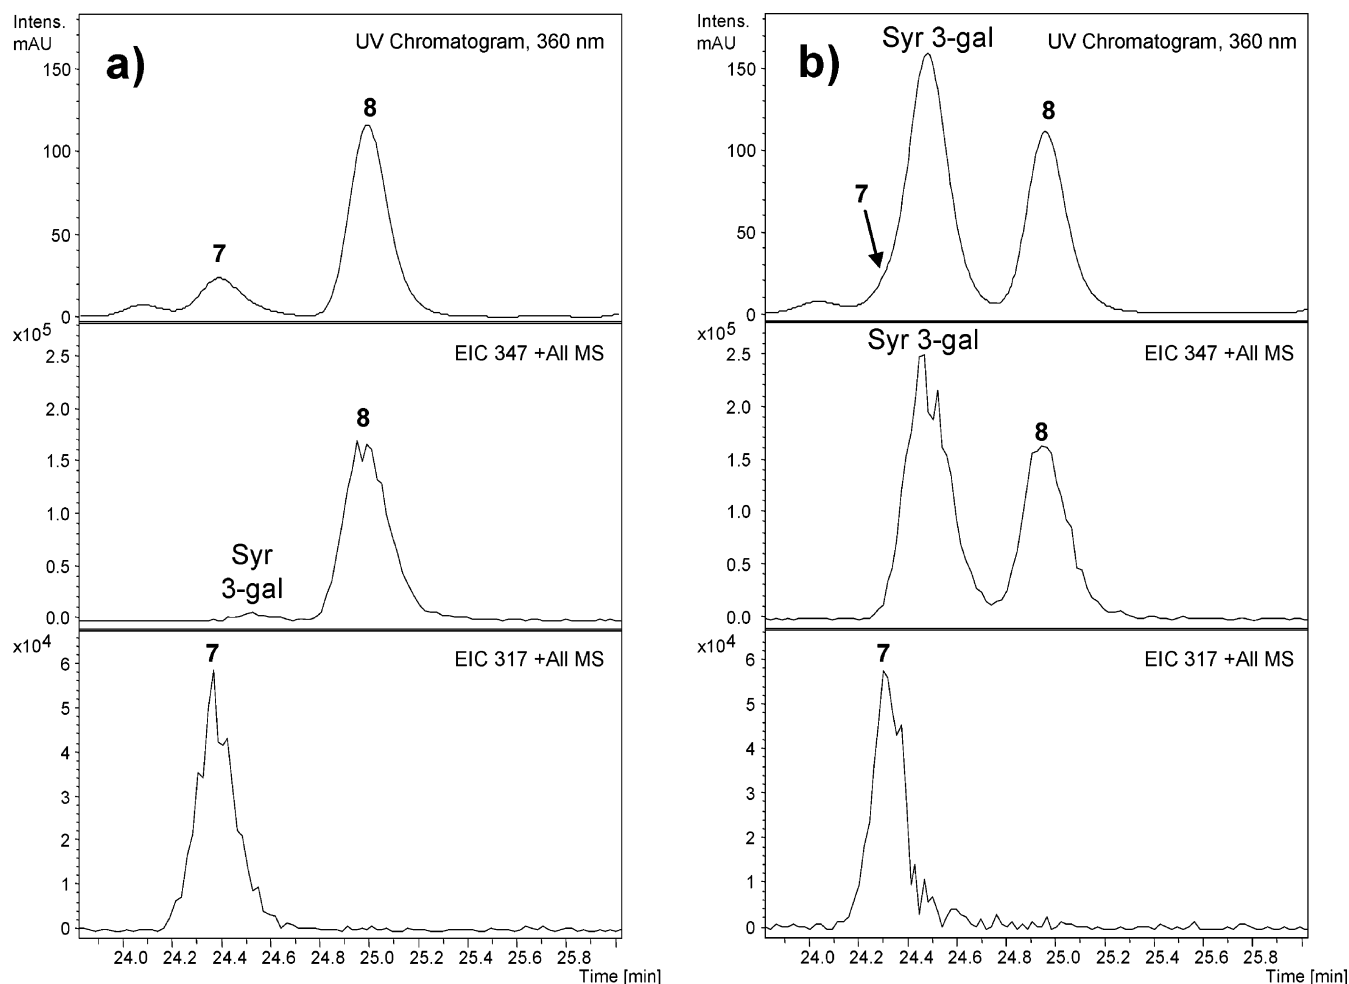 Intens.
mAU
a)
UV Chromatogram, 360 nm
150
100
50
0
7
8
x10^5
EIC 347 +All MS
2.5
2.0
1.5
1.0
0.5
0.0
Syr
3-gal
8
x10^4
EIC 317 +All MS
7
6
5
4
3
2
1
0
24.0 24.2 24.4 24.6 24.8 25.0 25.2 25.4 25.6 25.8
Time [min]
Intens.
mAU
b)
Syr 3-gal
UV Chromatogram, 360 nm
150
100
50
0
7
8
x10^5
Syr 3-gal
EIC 347 +All MS
2.5
2.0
1.5
1.0
0.5
0.0
8
x10^4
EIC 317 +All MS
7
6
5
4
3
2
1
0
24.0 24.2 24.4 24.6 24.8 25.0 25.2 25.4 25.6 25.8
Time [min]